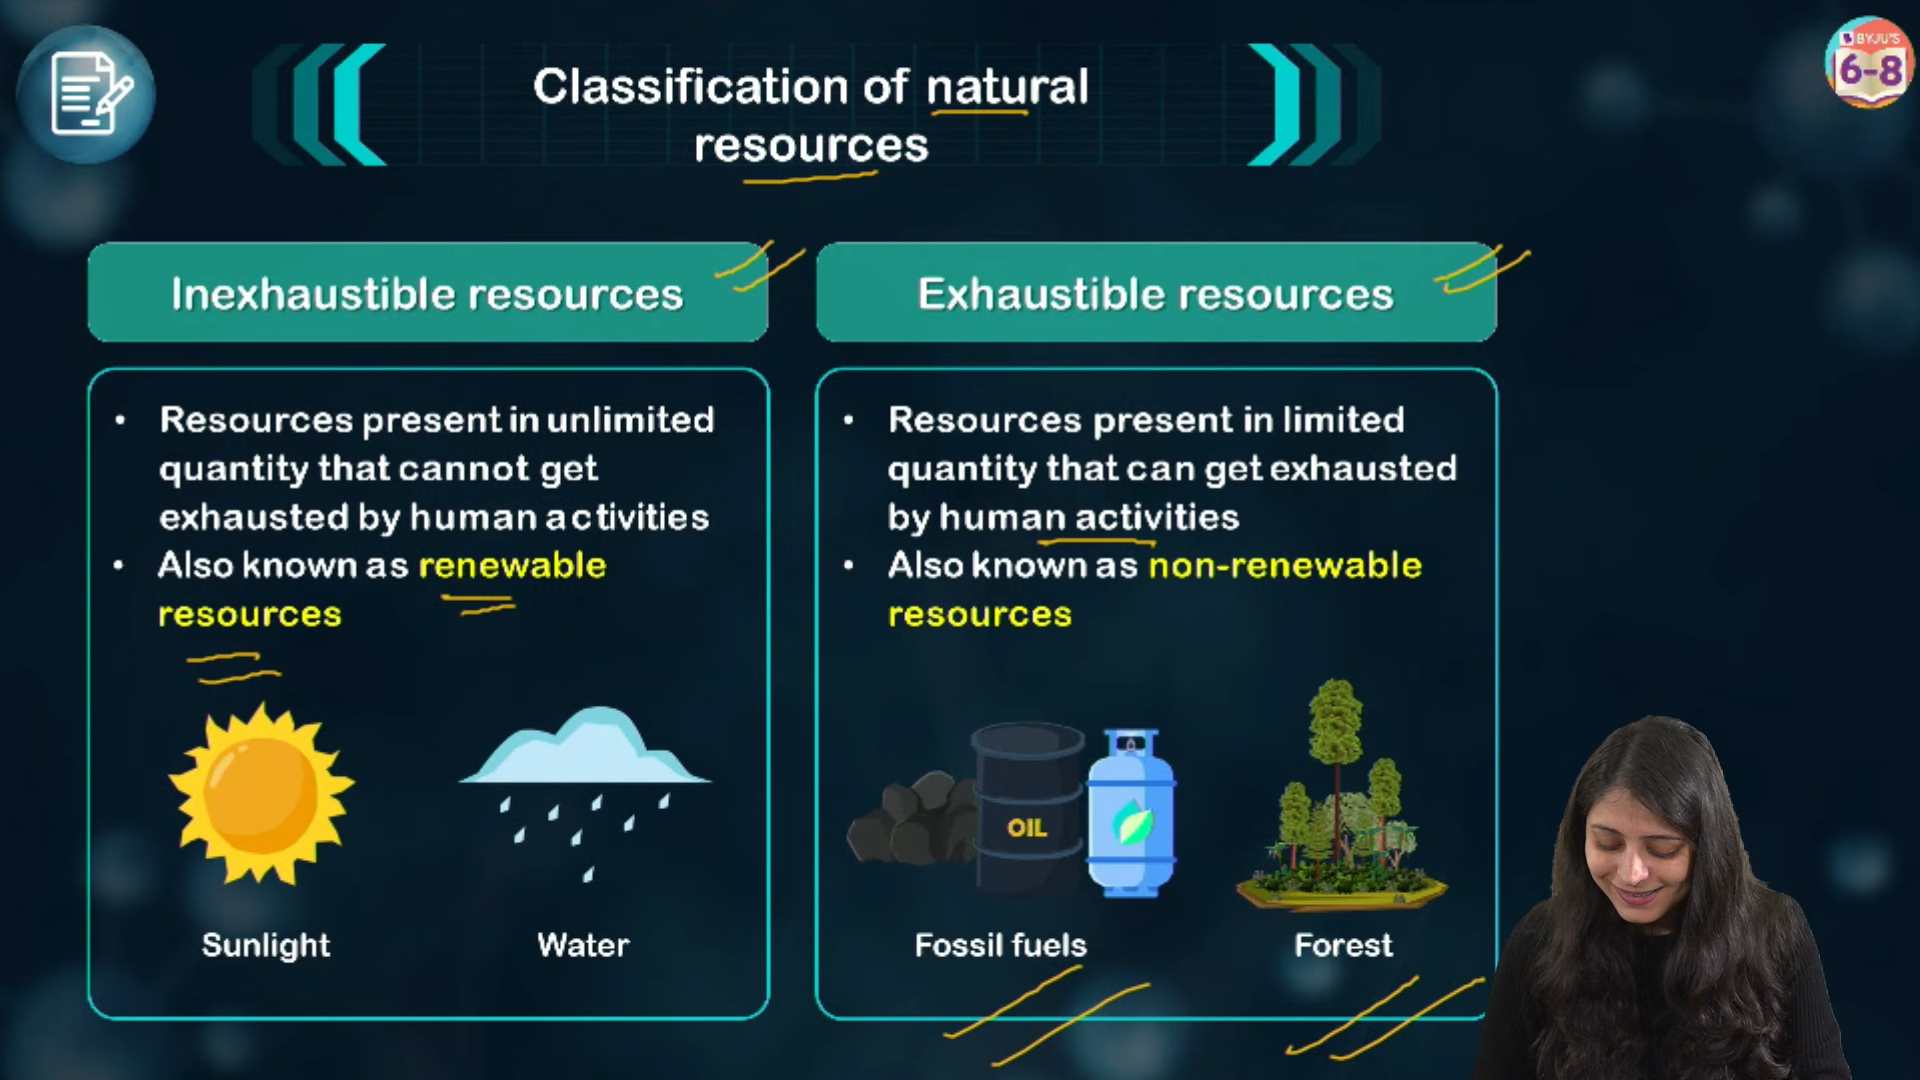 BYJU'S
6-8
Classification of natural
resources
Inexhaustible resources
Resources present in unlimited
quantity that cannot get
exhausted by human activities
Also known as renewable
resources
Sunlight
Water
Exhaustible resources
Resources present in limited
quantity that can get exhausted
by human activities
Also known as non-renewable
resources
OIL
Fossil fuels
Forest